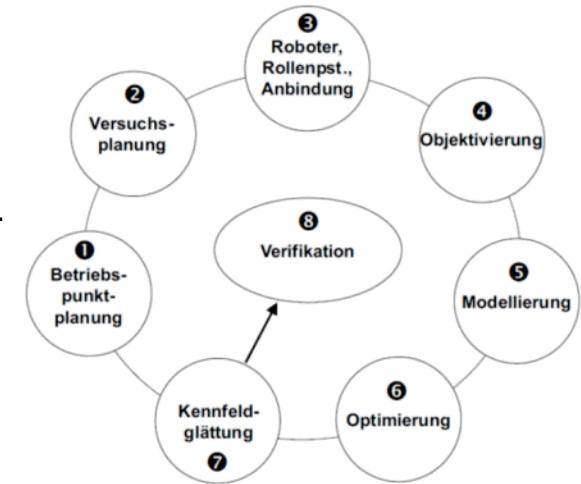 ❶
Betriebs-
punkt-
planung
❷
Versuchs-
planung
❸
Roboter,
Rollenpst.,
Anbindung
❹
Objektivierung
❺
Modellierung
❻
Optimierung
Kennfeld-
glättung
❼
❽
Verifikation